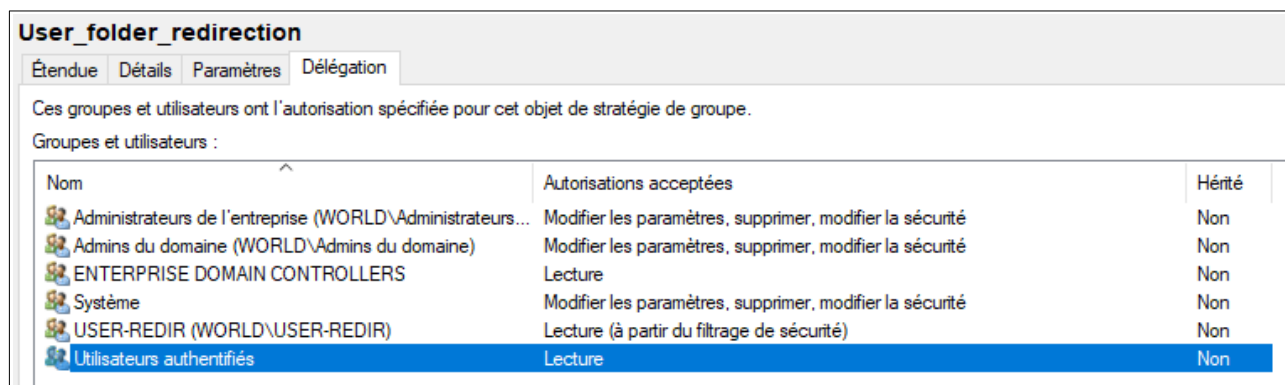 User_folder_redirection
Étendue Détails Paramètres Délégation
Ces groupes et utilisateurs ont l'autorisation spécifiée pour cet objet de stratégie de groupe.
Groupes et utilisateurs :
Nom Autorisations acceptées Hérité
Administrateurs de l'entreprise (WORLD\Administrateurs... Modifier les paramètres, supprimer, modifier la sécurité Non
Admins du domaine (WORLD\Admins du domaine) Modifier les paramètres, supprimer, modifier la sécurité Non
ENTERPRISE DOMAIN CONTROLLERS Lecture Non
Système Modifier les paramètres, supprimer, modifier la sécurité Non
USER-REDIR (WORLD\USER-REDIR) Lecture (à partir du filtrage de sécurité) Non
Utilisateurs authentifiés Lecture Non